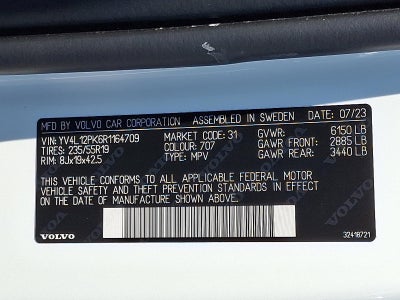 MFD BY VOLVO CAR CORPORATION ASSEMBLED IN SWEDEN DATE: 07/23
VIN: YV4L12PK6R1164709 MARKET CODE: 31 GVWR: 6150 LB
TIRES: 235/55R19 COLOUR: 707 GAWR FRONT: 2885 LB
RIM: 8Jx19x42.5 TYPE: MPV GAWR REAR: 3440 LB
THIS VEHICLE CONFORMS TO ALL APPLICABLE FEDERAL MOTOR
VEHICLE SAFETY AND THEFT PREVENTION STANDARDS IN EFFECT
ON THE DATE OF MANUFACTURE SHOWN ABOVE.
VOLVO
32418721
VOLVO